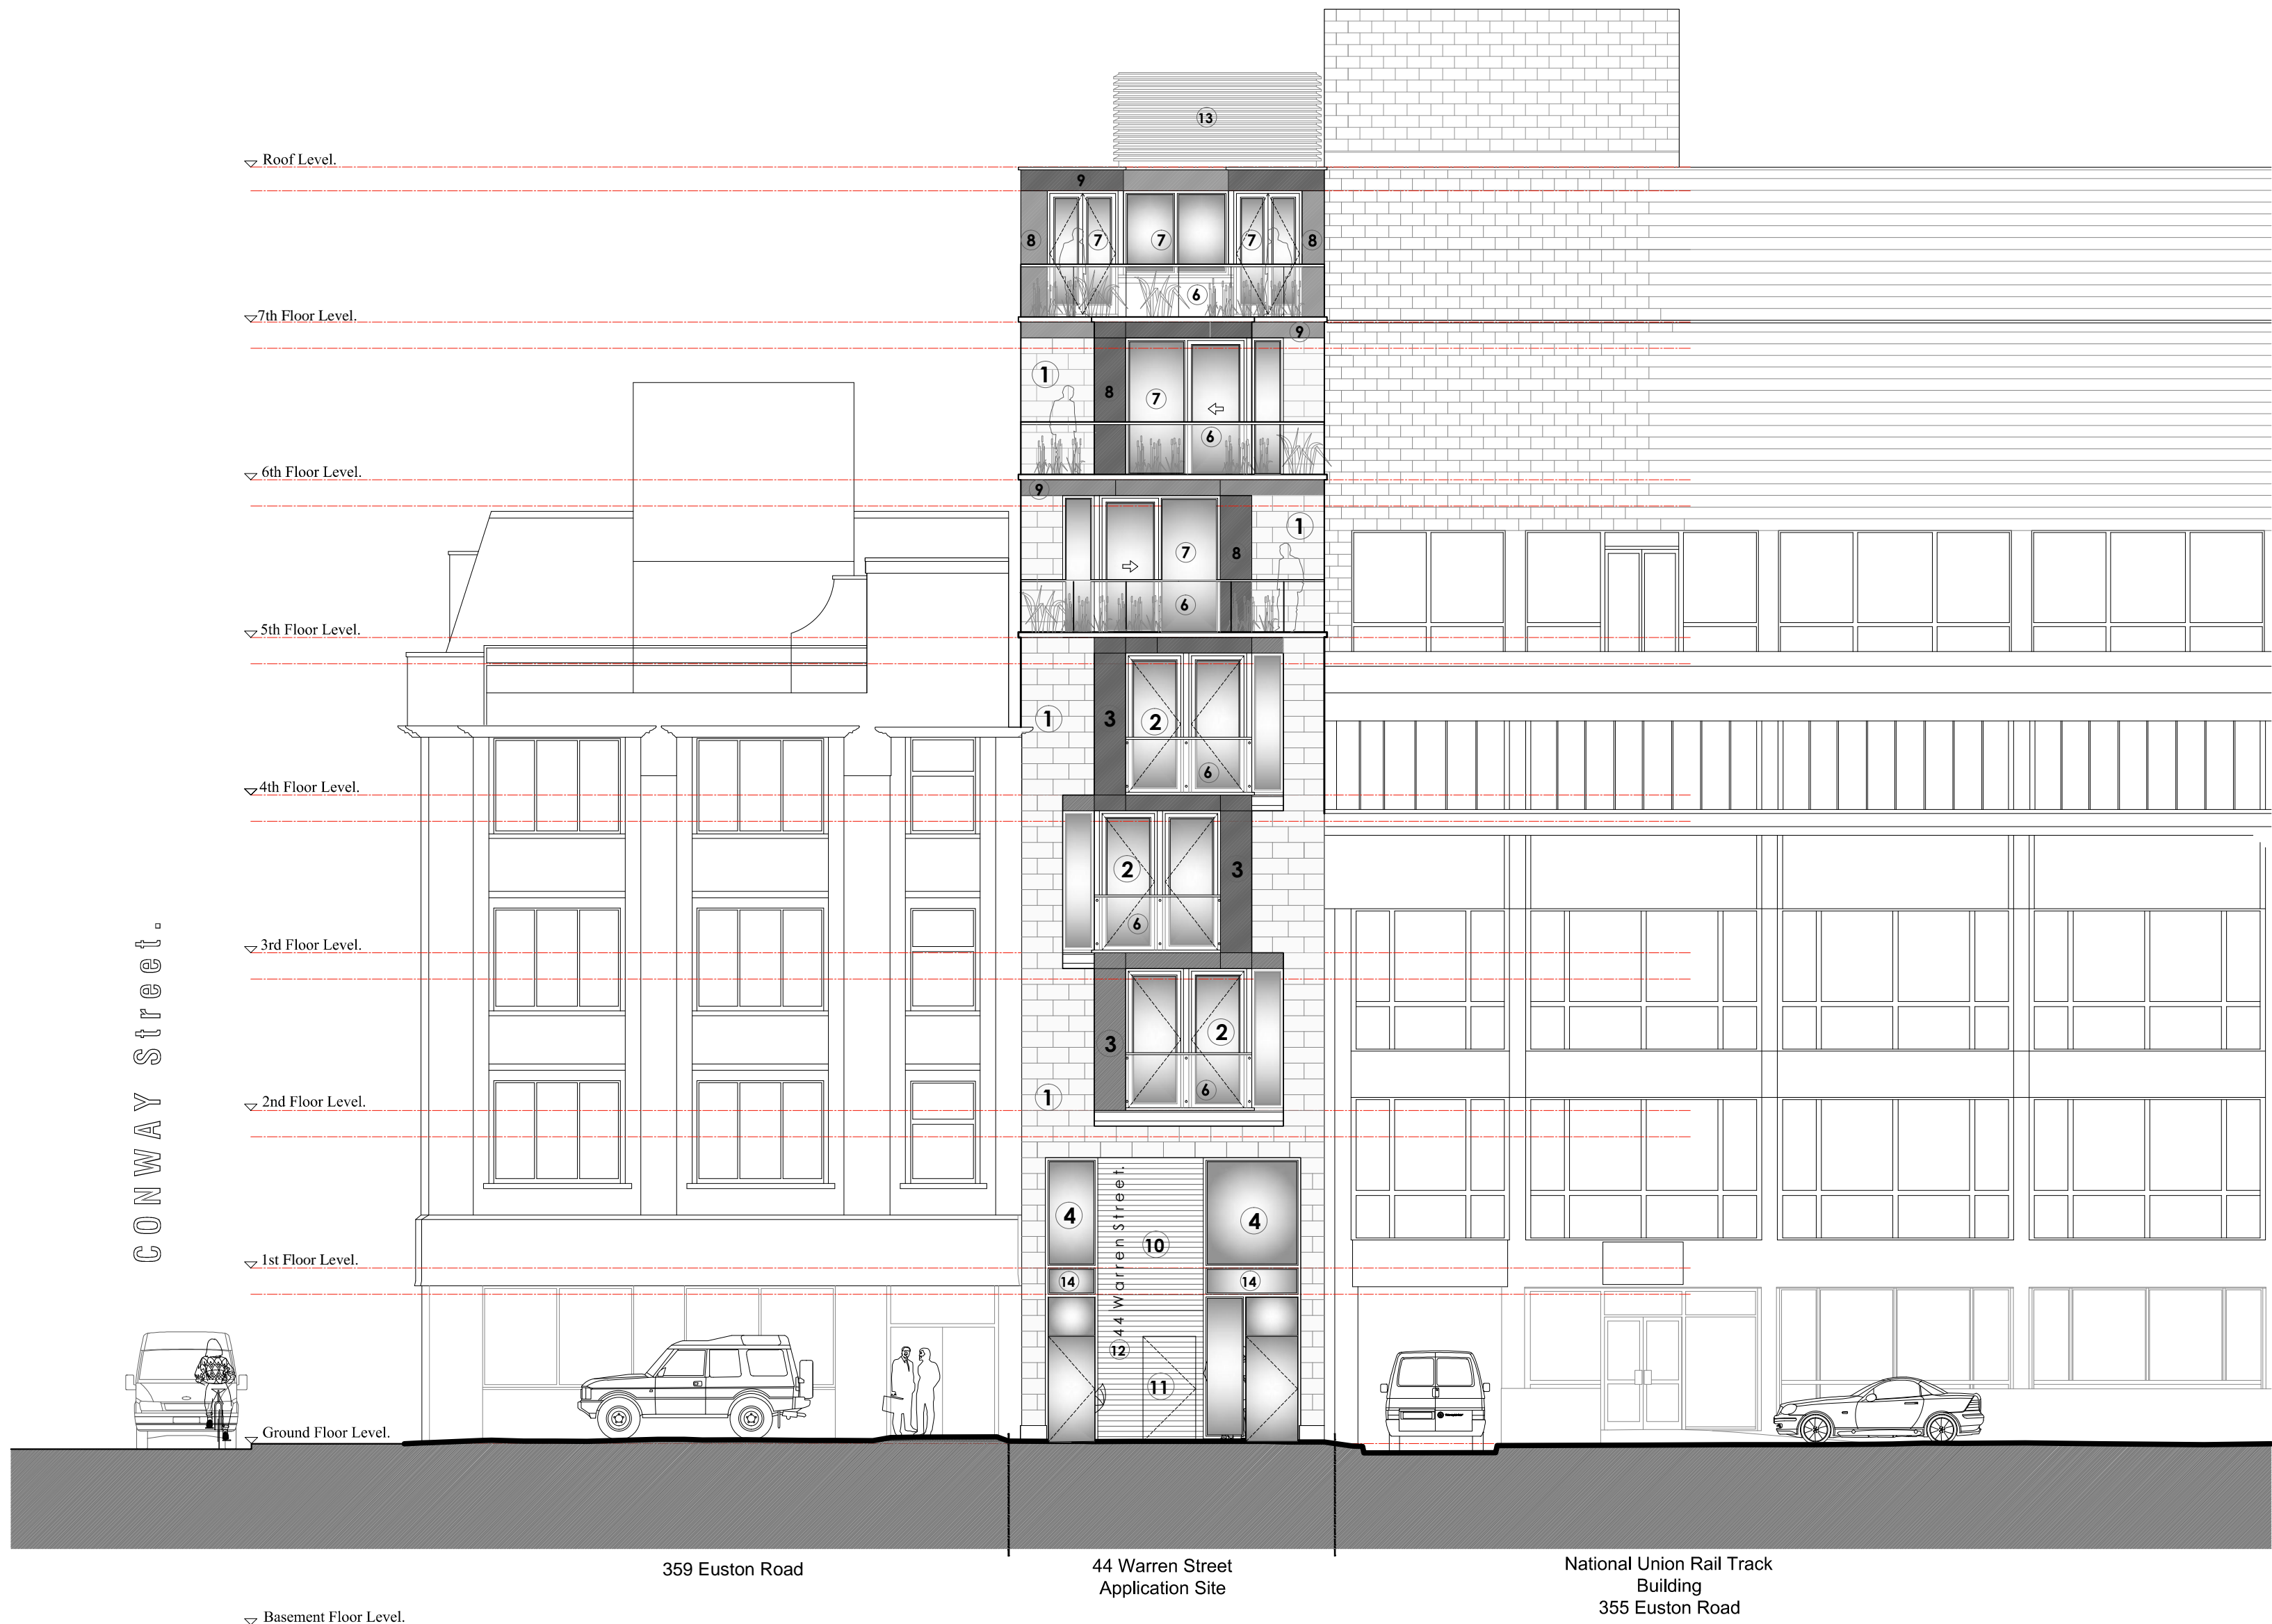 13
Roof Level.
9
8
7
7
7
8
6
7th Floor Level.
9
1
8
7
6
6th Floor Level.
9
1
7
8
6
5th Floor Level.
1
3
2
6
4th Floor Level.
2
3
6
3rd Floor Level.
2
3
6
1
2nd Floor Level.
CONWAY Street.
44 Warren Street.
4
4
10
1st Floor Level.
14
14
12
11
Ground Floor Level.
359 Euston Road
44 Warren Street
Application Site
National Union Rail Track
Building
355 Euston Road
Basement Floor Level.